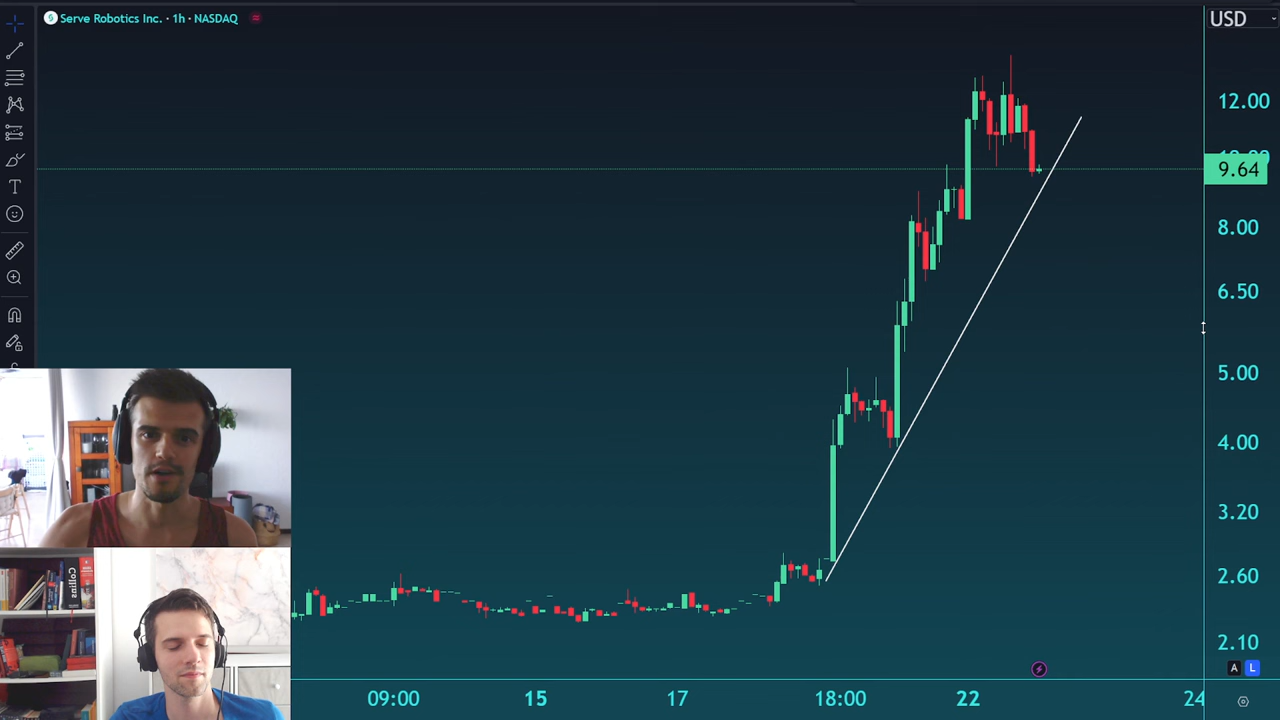 Serve Robotics Inc. · 1h · NASDAQ
USD
12.00
9.64
8.00
6.50
5.00
4.00
3.20
2.60
2.10
A L
09:00 15 17 18:00 22 24
Collins